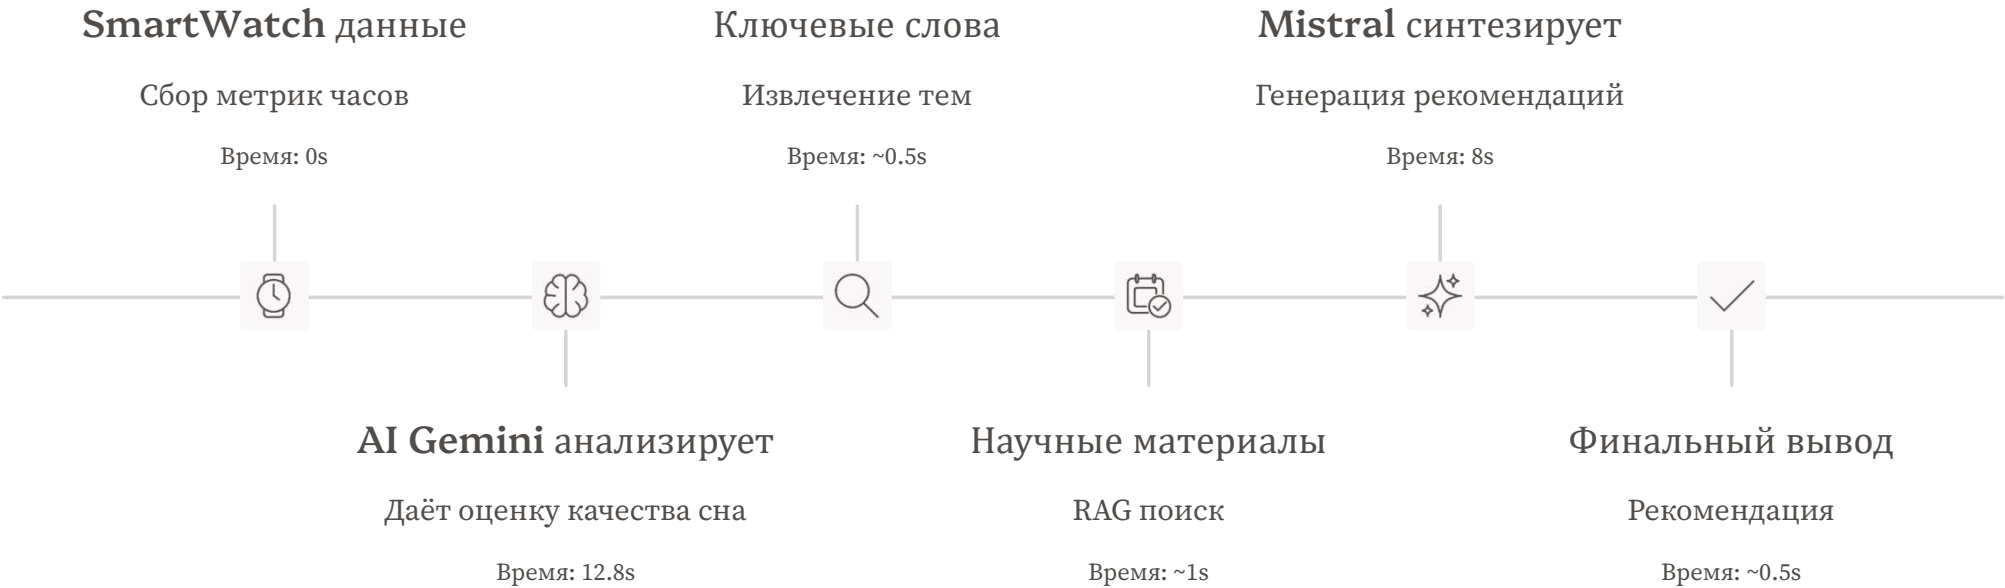 SmartWatch данные
Сбор метрик часов
Время: 0s
AI Gemini анализирует
Даёт оценку качества сна
Время: 12.8s
Ключевые слова
Извлечение тем
Время: ~0.5s
Научные материалы
RAG поиск
Время: ~1s
Mistral синтезирует
Генерация рекомендаций
Время: 8s
Финальный вывод
Рекомендация
Время: ~0.5s